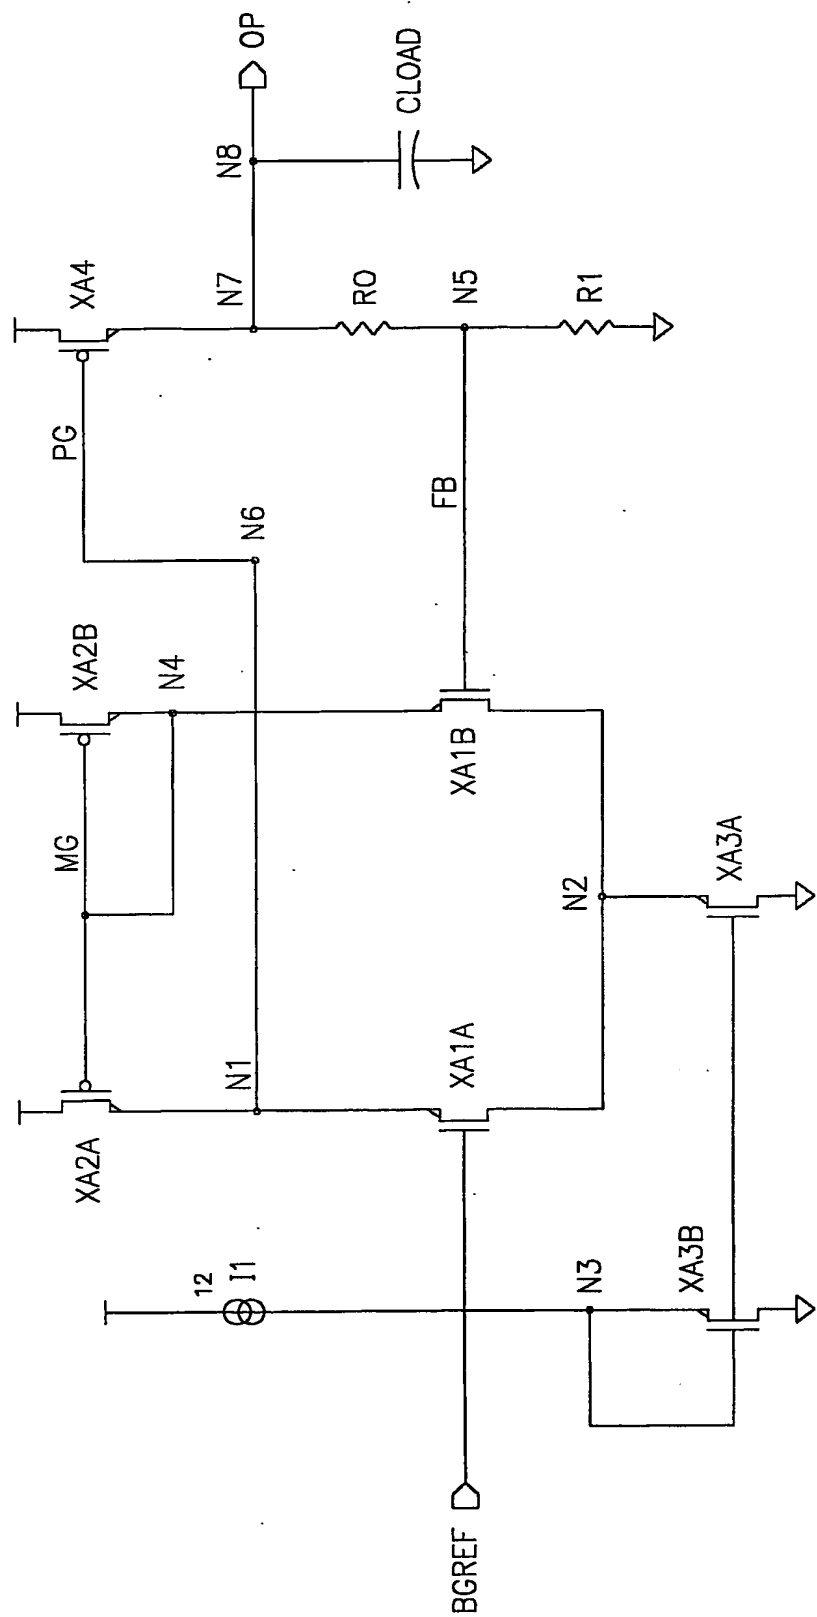 MG
PG
XA2A
XA2B
XA4
N4
12
I1
N1
N6
N7
N8
OP
R0
CLOAD
BGREF
XA1A
XA1B
FB
N5
N3
N2
R1
XA3B
XA3A